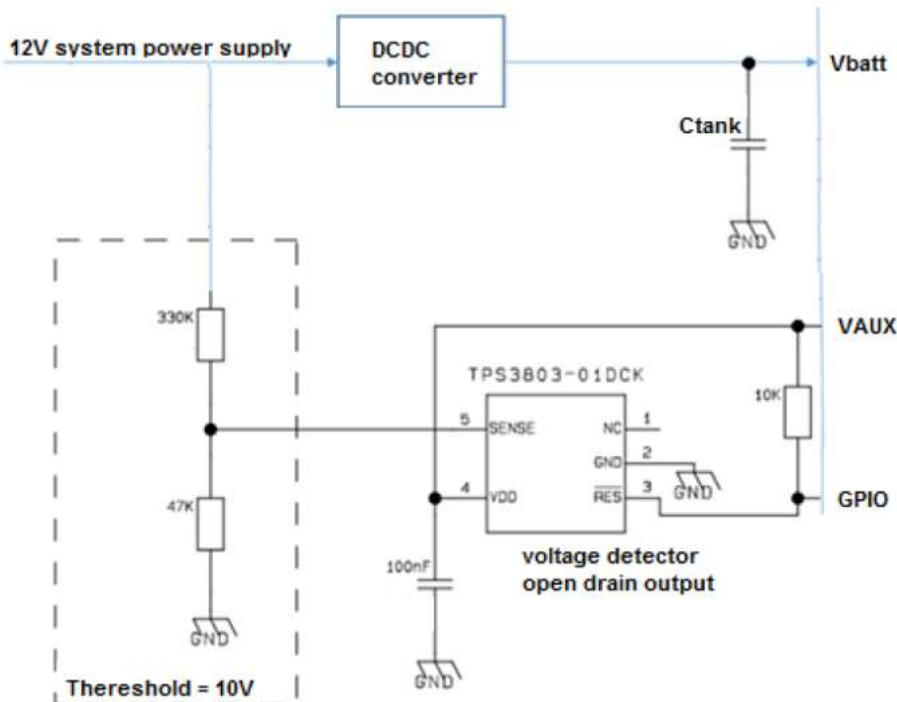 12V system power supply
DCDC
converter
Vbatt
Ctank
GND
330K
VAUX
TPS3803-01DCK
10K
5
SENSE
NC
1
GND
2
GND
47K
4
VDD
RES
3
GPIO
voltage detector
open drain output
100nF
GND
GND
Thereshold = 10V